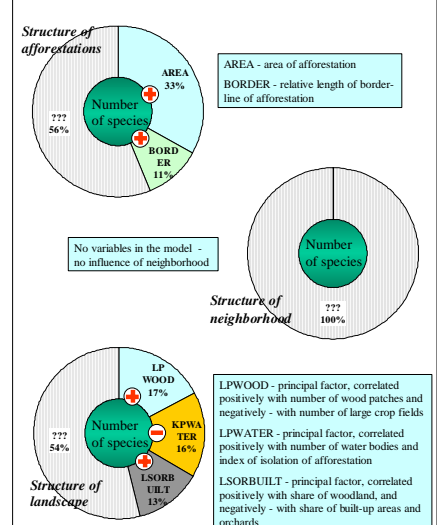 Structure of
afforestations
AREA
33%
Number
of species
???
56%
BORD
ER
11%
AREA - area of afforestation
BORDER - relative length of border-
line of afforestation
No variables in the model -
no influence of neighborhood
Number
of species
Structure of
neighborhood
???
100%
LP
WOOD
17%
Number
of species
KPWA
TER
16%
???
54%
LSORB
UILT
13%
Structure of
landscape
LPWOOD - principal factor, correlated
positively with number of wood patches and
negatively - with number of large crop fields
LPWATER - principal factor, correlated
positively with number of water bodies and
index of isolation of afforestation
LSORBUILT - principal factor, correlated
positively with share of woodland, and
negatively - with share of built-up areas and
orchards